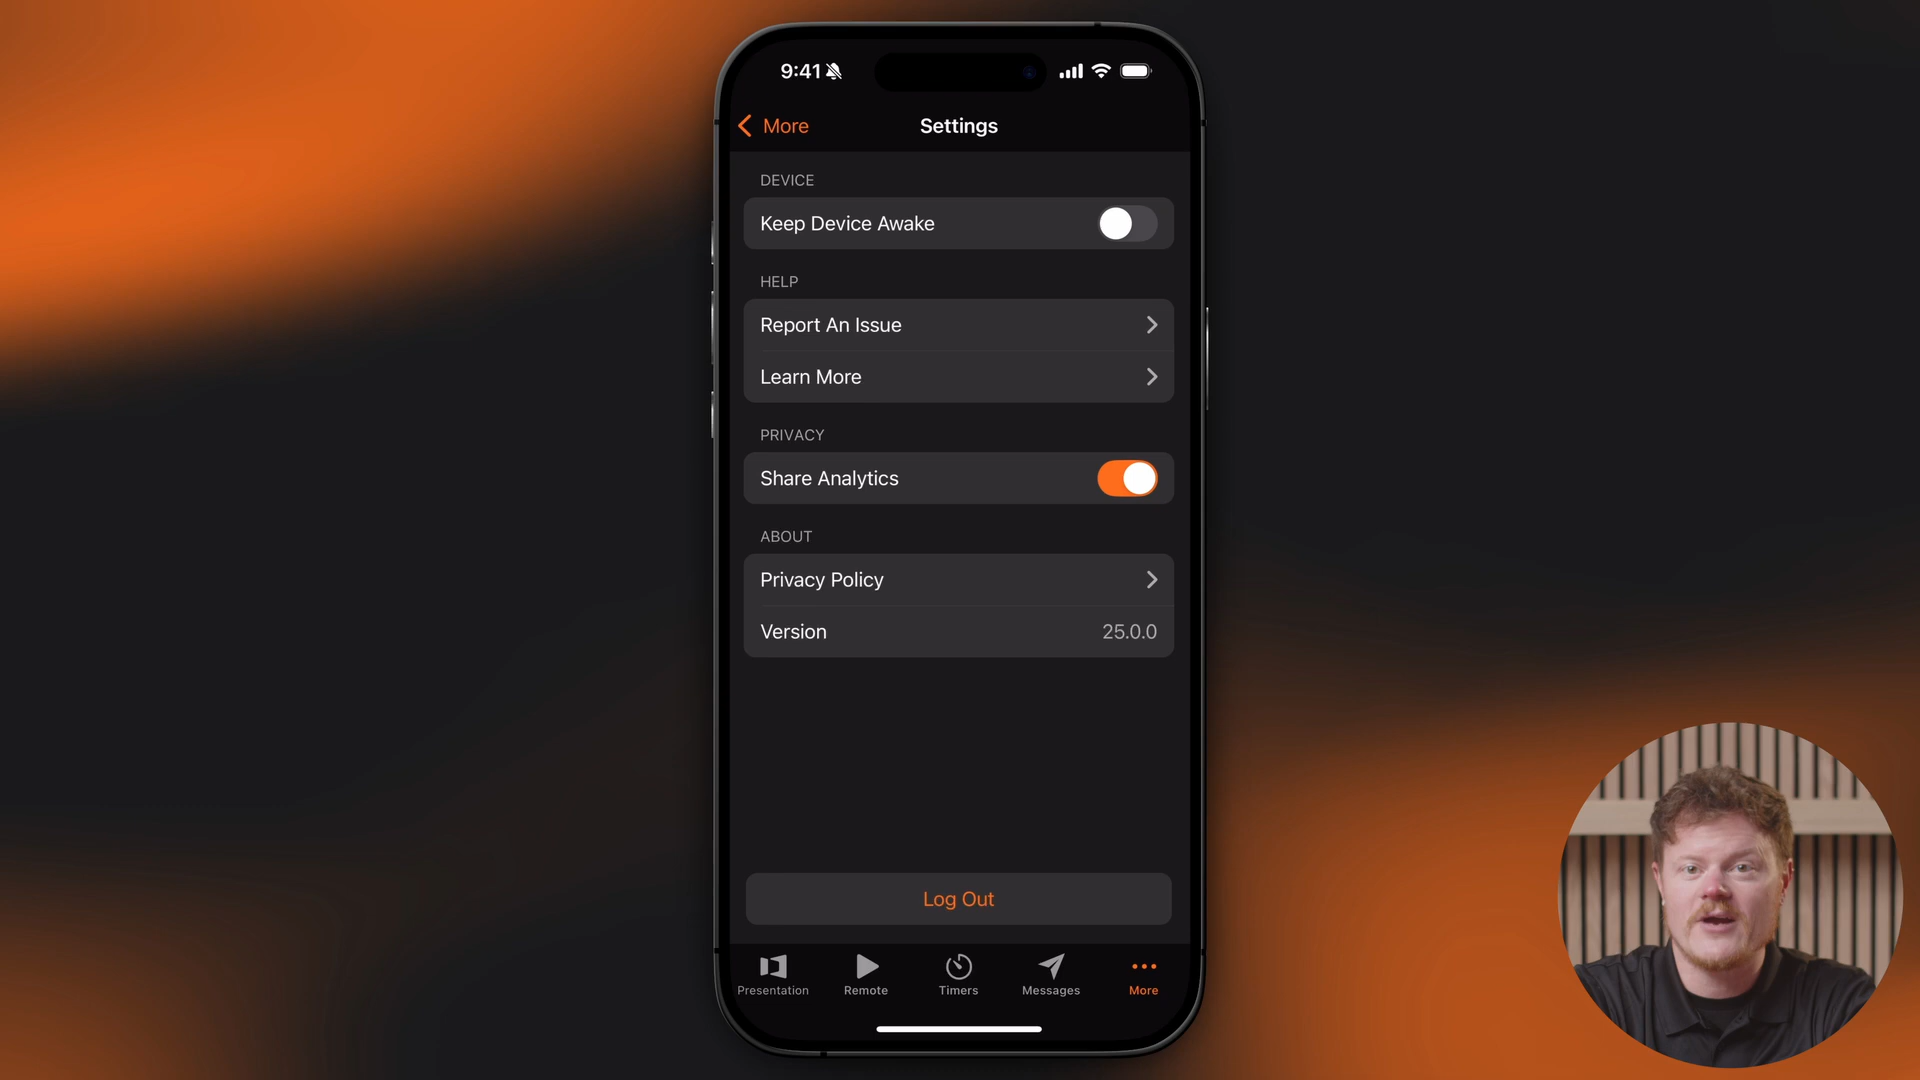 9:41
More
Settings
DEVICE
Keep Device Awake
HELP
Report An Issue
Learn More
PRIVACY
Share Analytics
ABOUT
Privacy Policy
Version 25.0.0
Log Out
Presentation Remote Timers Messages More